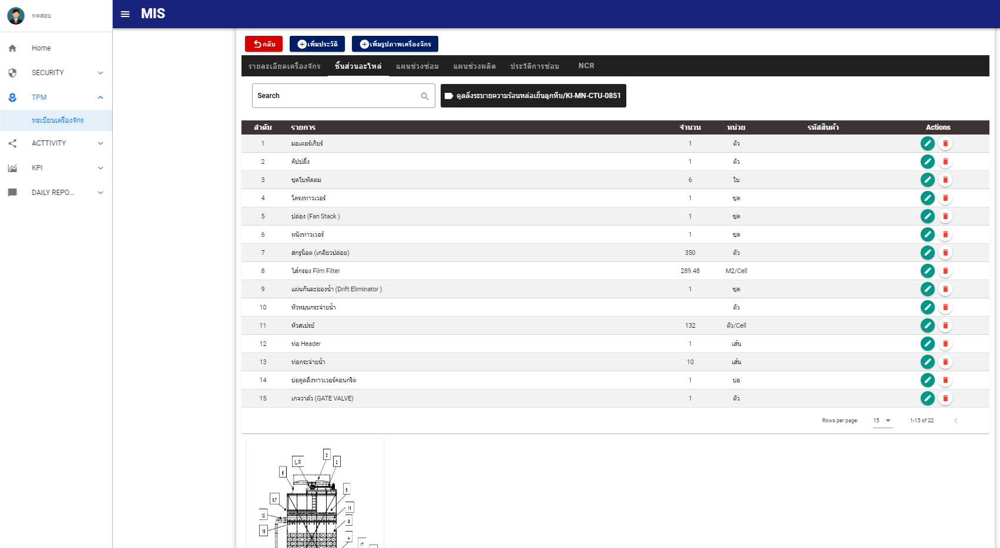 ทดสอบ
MIS
Home
SECURITY
TPM
ทะเบียนเครื่องจักร
ACTTIVITY
KPI
DAILY REPO...
กลับ
เพิ่มประวัติ
เพิ่มรูปภาพเครื่องจักร
รายละเอียดเครื่องจักร ชิ้นส่วนอะไหล่ แผนช่วงซ่อม แผนช่วงผลิต ประวัติการซ่อม NCR
Search
คูลลิ่งระบายความร้อนหล่อเย็นลูกหีบ/KI-MN-CTU-0851
ลำดับ รายการ จำนวน หน่วย รหัสสินค้า Actions
1 มอเตอร์เกียร์ 1 ตัว
2 คัปปลิ้ง 1 ตัว
3 ชุดใบพัดลม 6 ใบ
4 โครงทาวเวอร์ 1 ชุด
5 ปล่อง (Fan Stack ) 1 ชุด
6 ผนังทาวเวอร์ 1 ชุด
7 สกรูน็อต (เกลียวปล่อย) 350 ตัว
8 ไส้กรอง Film Filter 289.48 M2/Cell
9 แผ่นกันละอองน้ำ (Drift Eliminator ) 1 ชุด
10 หัวหมุนกระจ่ายน้ำ ตัว
11 หัวสเปรย์ 132 ตัว/Cell
12 ท่อ Header 1 เส้น
13 ท่อกระจ่ายน้ำ 10 เส้น
14 บ่อคูลลิ่งทาวเวอร์คอนกรีต 1 บ่อ
15 เกจวาล์ว (GATE VALVE) 1 ตัว
Rows per page: 15 1-15 of 22
3
2
5
9
6,7
11
12
8
13
4
17